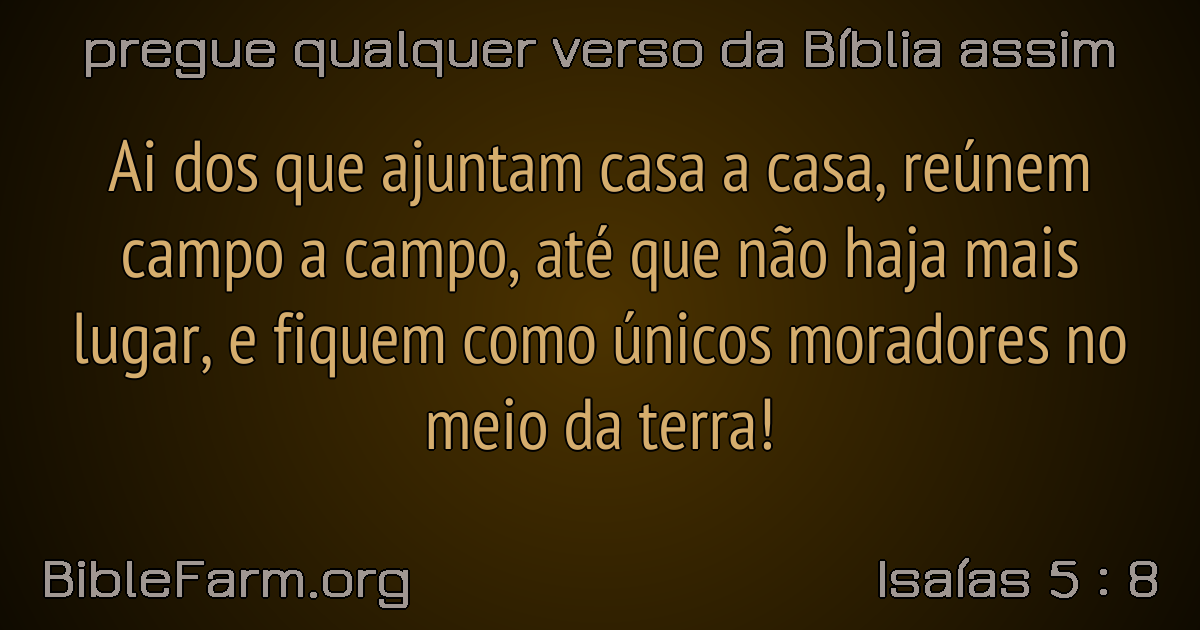 pregue qualquer verso da Bíblia assim
Ai dos que ajuntam casa a casa, reúnem
campo a campo, até que não haja mais
lugar, e fiquem como únicos moradores no
meio da terra!
BibleFarm.org
Isaías 5 : 8